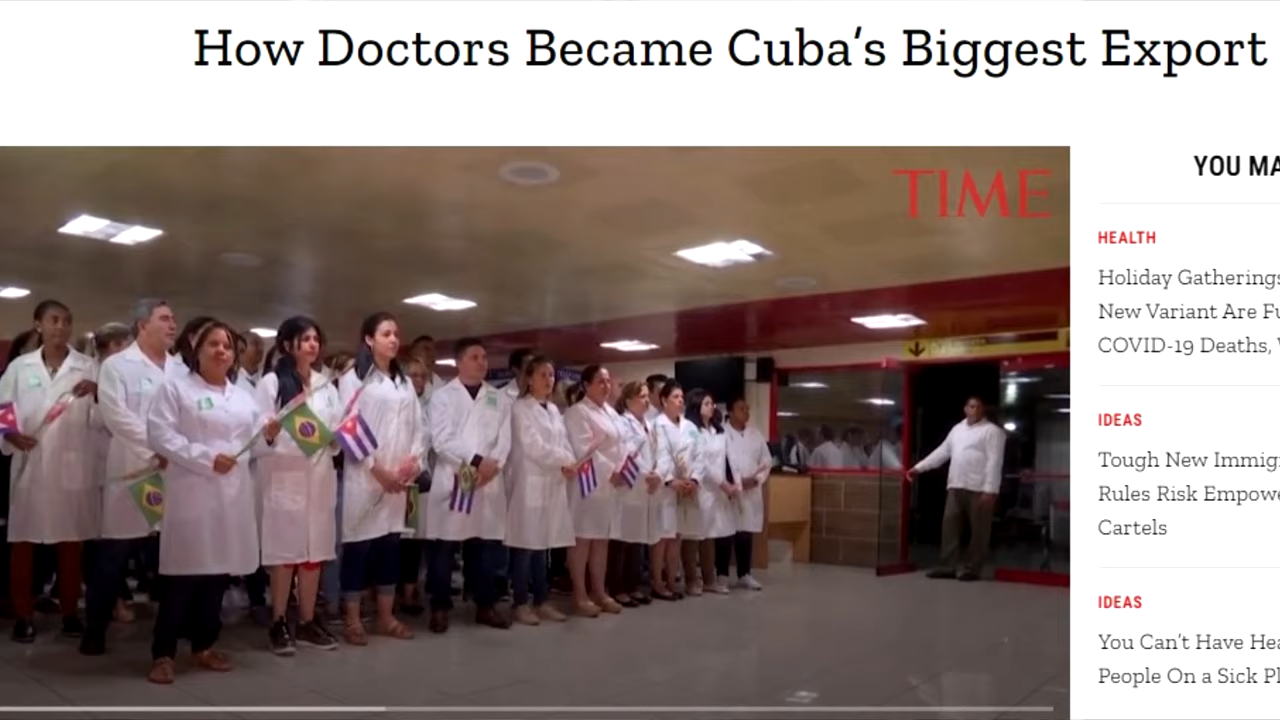 How Doctors Became Cuba's Biggest Export
TIME
YOU MA
HEALTH
Holiday Gatherings
New Variant Are Fu
COVID-19 Deaths,
IDEAS
Tough New Immig
Rules Risk Empowe
Cartels
IDEAS
You Can't Have Hea
People On a Sick Pl